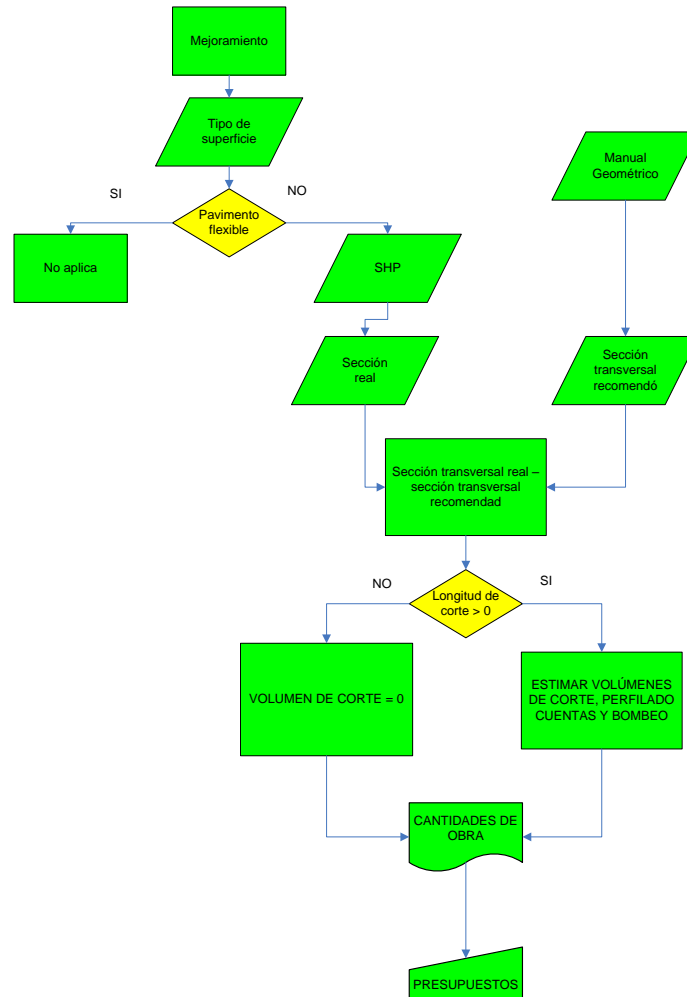 Mejoramiento
Tipo de
superficie
SI
NO
Pavimento
flexible
Manual
Geométrico
No aplica
SHP
Sección
real
Sección
transversal
recomendó
Sección transversal real –
sección transversal
recomendad
NO
SI
Longitud de
corte > 0
VOLUMEN DE CORTE = 0
ESTIMAR VOLÚMENES
DE CORTE, PERFILADO
CUENTAS Y BOMBEO
CANTIDADES DE
OBRA
PRESUPUESTOS